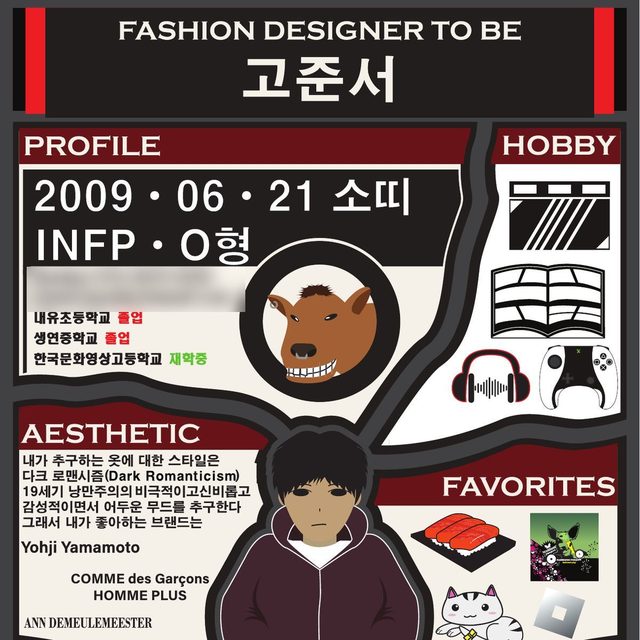 FASHION DESIGNER TO BE
고준서
PROFILE
2009 · 06 · 21 소띠
INFP · O형
내유초등학교 졸업
생연중학교 졸업
한국문화영상고등학교 재학중
HOBBY
AESTHETIC
내가 추구하는 옷에 대한 스타일은
다크 로맨시즘(Dark Romanticism)
19세기 낭만주의의 비극적이고신비롭고
감성적이면서 어두운 무드를 추구한다
그래서 내가 좋아하는 브랜드는
Yohji Yamamoto
COMME des Garçons
HOMME PLUS
ANN DEMEULEMEESTER
FAVORITES